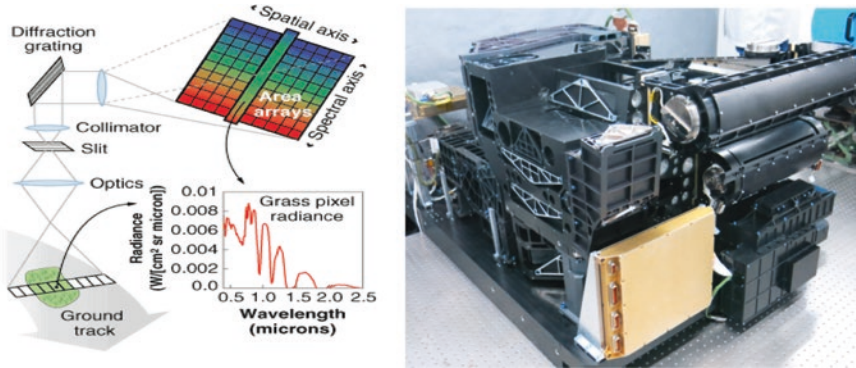 Diffraction
grating
‹ Spatial axis ›
‹ Spectral axis ›
Area
arrays
Collimator
Slit
Optics
Grass pixel
radiance
Radiance
(W/[cm² sr micron])
0.01
0.008
0.006
0.004
0.002
0.0
0.5 1.0 1.5 2.0 2.5
Wavelength
(microns)
Ground
track